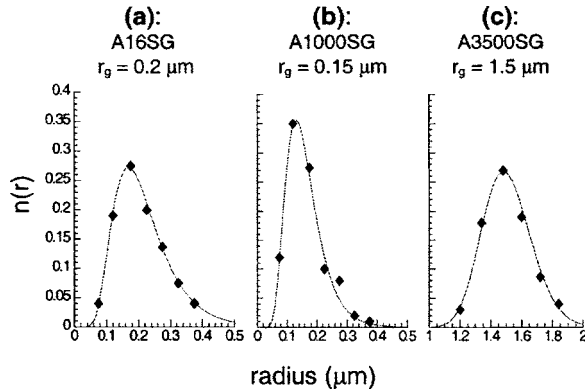 (a): (b): (c):
A16SG A1000SG A3500SG
r_g = 0.2 μm r_g = 0.15 μm r_g = 1.5 μm
0.4
0.35
0.3
0.25
0.2
0.15
0.1
0.05
0
n(r)
0 0.1 0.2 0.3 0.4 0.5 0 0.1 0.2 0.3 0.4 0.5 1 1.2 1.4 1.6 1.8 2
radius (μm)